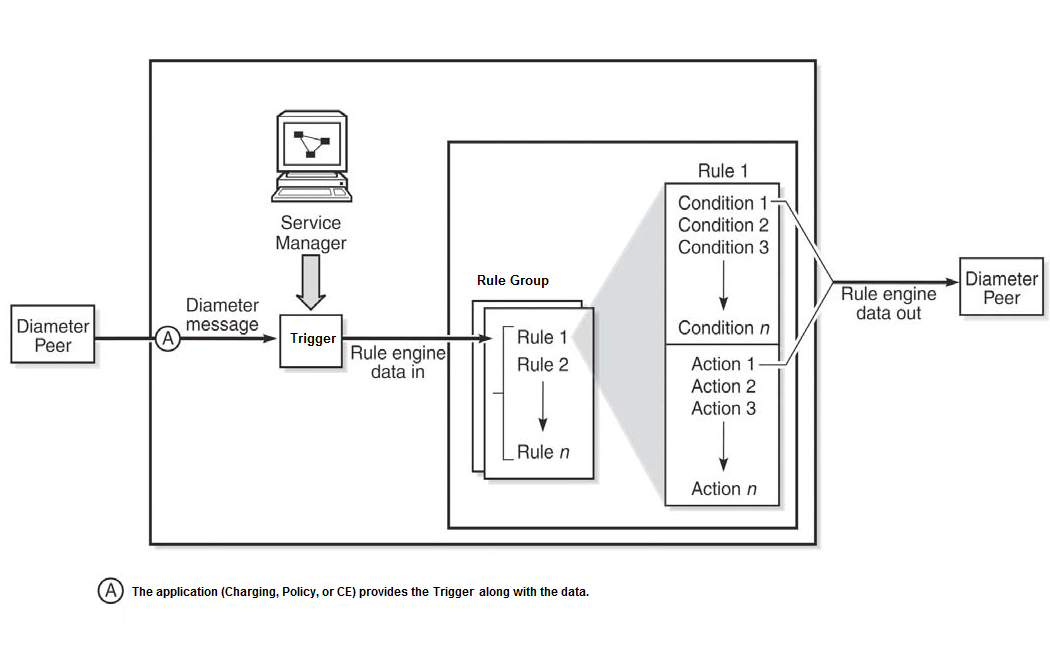 Rule 1
Condition 1
Condition 2
Condition 3
Condition n
Action 1
Action 2
Action 3
Action n
Service
Manager
Rule Group
Rule 1
Rule 2
Rule n
Diameter
Peer
A
Diameter
message
Trigger
Rule engine
data in
Rule engine
data out
Diameter
Peer
A The application (Charging, Policy, or CE) provides the Trigger along with the data.